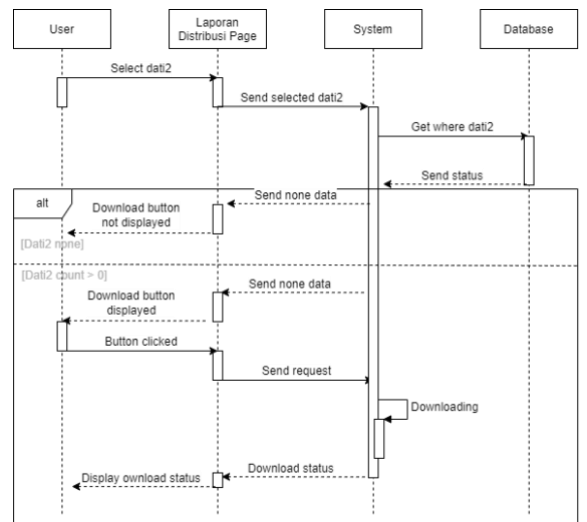 User
Laporan
Distribusi Page
System
Database
Select dati2
Send selected dati2
Get where dati2
Send status
alt
Send none data
Download button
not displayed
[Dati2 none]
[Dati2 count > 0]
Send none data
Download button
displayed
Button clicked
Send request
Downloading
Download status
Display ownload status